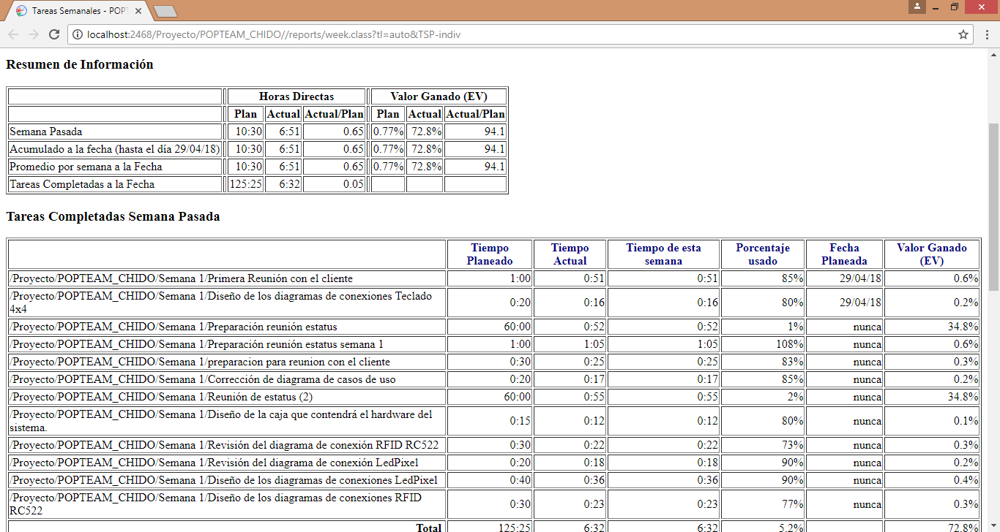 Tareas Semanales - POPT
localhost:2468/Proyecto/POPTEAM_CHIDO//reports/week.class?tl=auto&TSP-indiv
Resumen de Información
Horas Directas Valor Ganado (EV)
Plan Actual Actual/Plan Plan Actual Actual/Plan
Semana Pasada 10:30 6:51 0.65 0.77% 72.8% 94.1
Acumulado a la fecha (hasta el día 29/04/18) 10:30 6:51 0.65 0.77% 72.8% 94.1
Promedio por semana a la Fecha 10:30 6:51 0.65 0.77% 72.8% 94.1
Tareas Completadas a la Fecha 125:25 6:32 0.05
Tareas Completadas Semana Pasada
Tiempo Tiempo Tiempo de esta Porcentaje Fecha Valor Ganado
Planeado Actual semana usado Planeada (EV)
/Proyecto/POPTEAM_CHIDO/Semana 1/Primera Reunión con el cliente 1:00 0:51 0:51 85% 29/04/18 0.6%
/Proyecto/POPTEAM_CHIDO/Semana 1/Diseño de los diagramas de conexiones Teclado
4x4 0:20 0:16 0:16 80% 29/04/18 0.2%
/Proyecto/POPTEAM_CHIDO/Semana 1/Preparación reunión estatus 60:00 0:52 0:52 1% nunca 34.8%
/Proyecto/POPTEAM_CHIDO/Semana 1/Preparación reunión estatus semana 1 1:00 1:05 1:05 108% nunca 0.6%
/Proyecto/POPTEAM_CHIDO/Semana 1/preparacion para reunion con el cliente 0:30 0:25 0:25 83% nunca 0.3%
/Proyecto/POPTEAM_CHIDO/Semana 1/Corrección de diagrama de casos de uso 0:20 0:17 0:17 85% nunca 0.2%
/Proyecto/POPTEAM_CHIDO/Semana 1/Reunión de estatus (2) 60:00 0:55 0:55 2% nunca 34.8%
/Proyecto/POPTEAM_CHIDO/Semana 1/Diseño de la caja que contendrá el hardware del
sistema. 0:15 0:12 0:12 80% nunca 0.1%
/Proyecto/POPTEAM_CHIDO/Semana 1/Revisión del diagrama de conexión RFID RC522 0:30 0:22 0:22 73% nunca 0.3%
/Proyecto/POPTEAM_CHIDO/Semana 1/Revisión del diagrama de conexión LedPixel 0:20 0:18 0:18 90% nunca 0.2%
/Proyecto/POPTEAM_CHIDO/Semana 1/Diseño de los diagramas de conexiones LedPixel 0:40 0:36 0:36 90% nunca 0.4%
/Proyecto/POPTEAM_CHIDO/Semana 1/Diseño de los diagramas de conexiones RFID
RC522 0:30 0:23 0:23 77% nunca 0.3%
Total 125:25 6:32 6:32 5.2% 72.8%